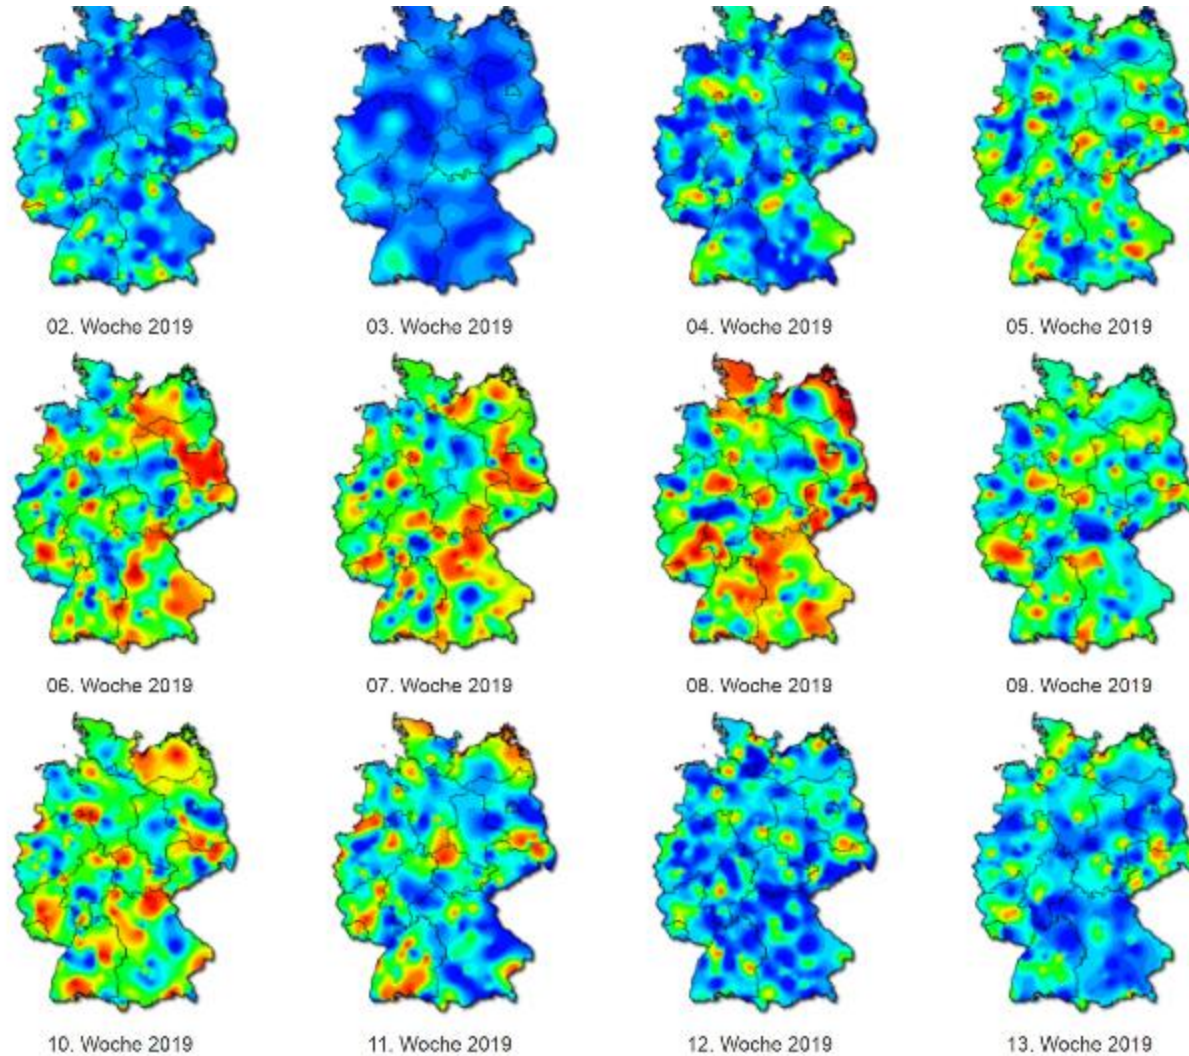 02. Woche 2019
03. Woche 2019
04. Woche 2019
05. Woche 2019
06. Woche 2019
07. Woche 2019
08. Woche 2019
09. Woche 2019
10. Woche 2019
11. Woche 2019
12. Woche 2019
13. Woche 2019